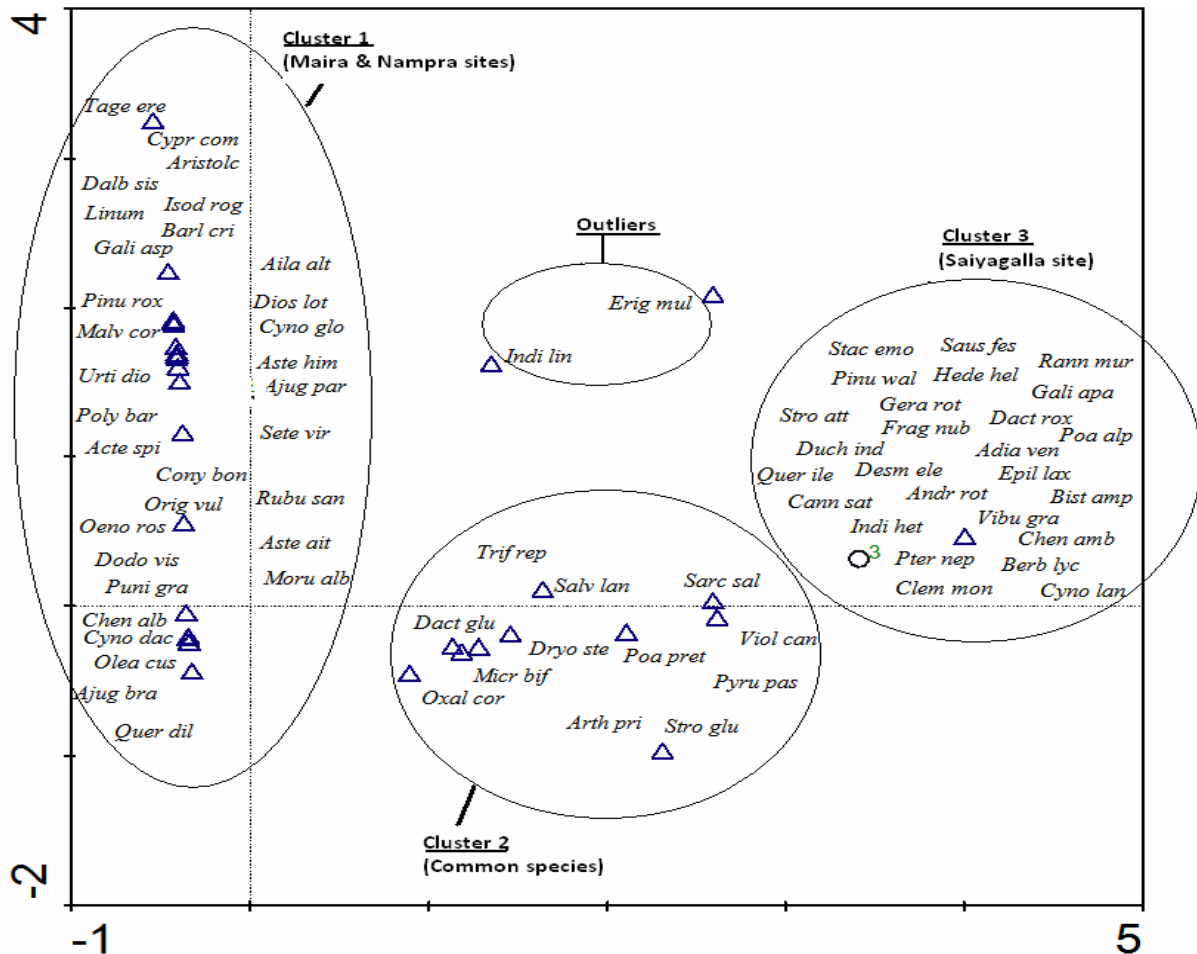 4
Cluster 1
(Maira & Nampra sites)
Tage ere
Cypr com
Aristolc
Dalb sis
Isod rog
Linum
Barl cri
Gali asp
Aila alt
Pinu rox
Dios lot
Malv cor
Cyno glo
Aste him
Urti dio
Ajug par
Poly bar
Sete vir
Acte spi
Cony bon
Rubu san
Orig vul
Oeno ros
Aste ait
Dodo vis
Moru alb
Puni gra
Chen alb
Cyno dac
Olea cus
Ajug bra
Quer dil
Outliers
Erig mul
Indi lin
Cluster 3
(Saiyagalla site)
Stac emo
Saus fes
Rann mur
Pinu wal
Hede hel
Gali apa
Gera rot
Stro att
Dact rox
Frag nub
Poa alp
Duch ind
Adia ven
Quer ile
Desm ele
Epil lax
Cann sat
Andr rot
Bist amp
Indi het
Vibu gra
Chen amb
3
Pter nep
Berb lyc
Clem mon
Cyno lan
Trif rep
Salv lan
Sarc sal
Dact glu
Viol can
Dryo ste
Poa pret
Micr bif
Pyru pas
Oxal cor
Arth pri
Stro glu
Cluster 2
(Common species)
-2
-1
5